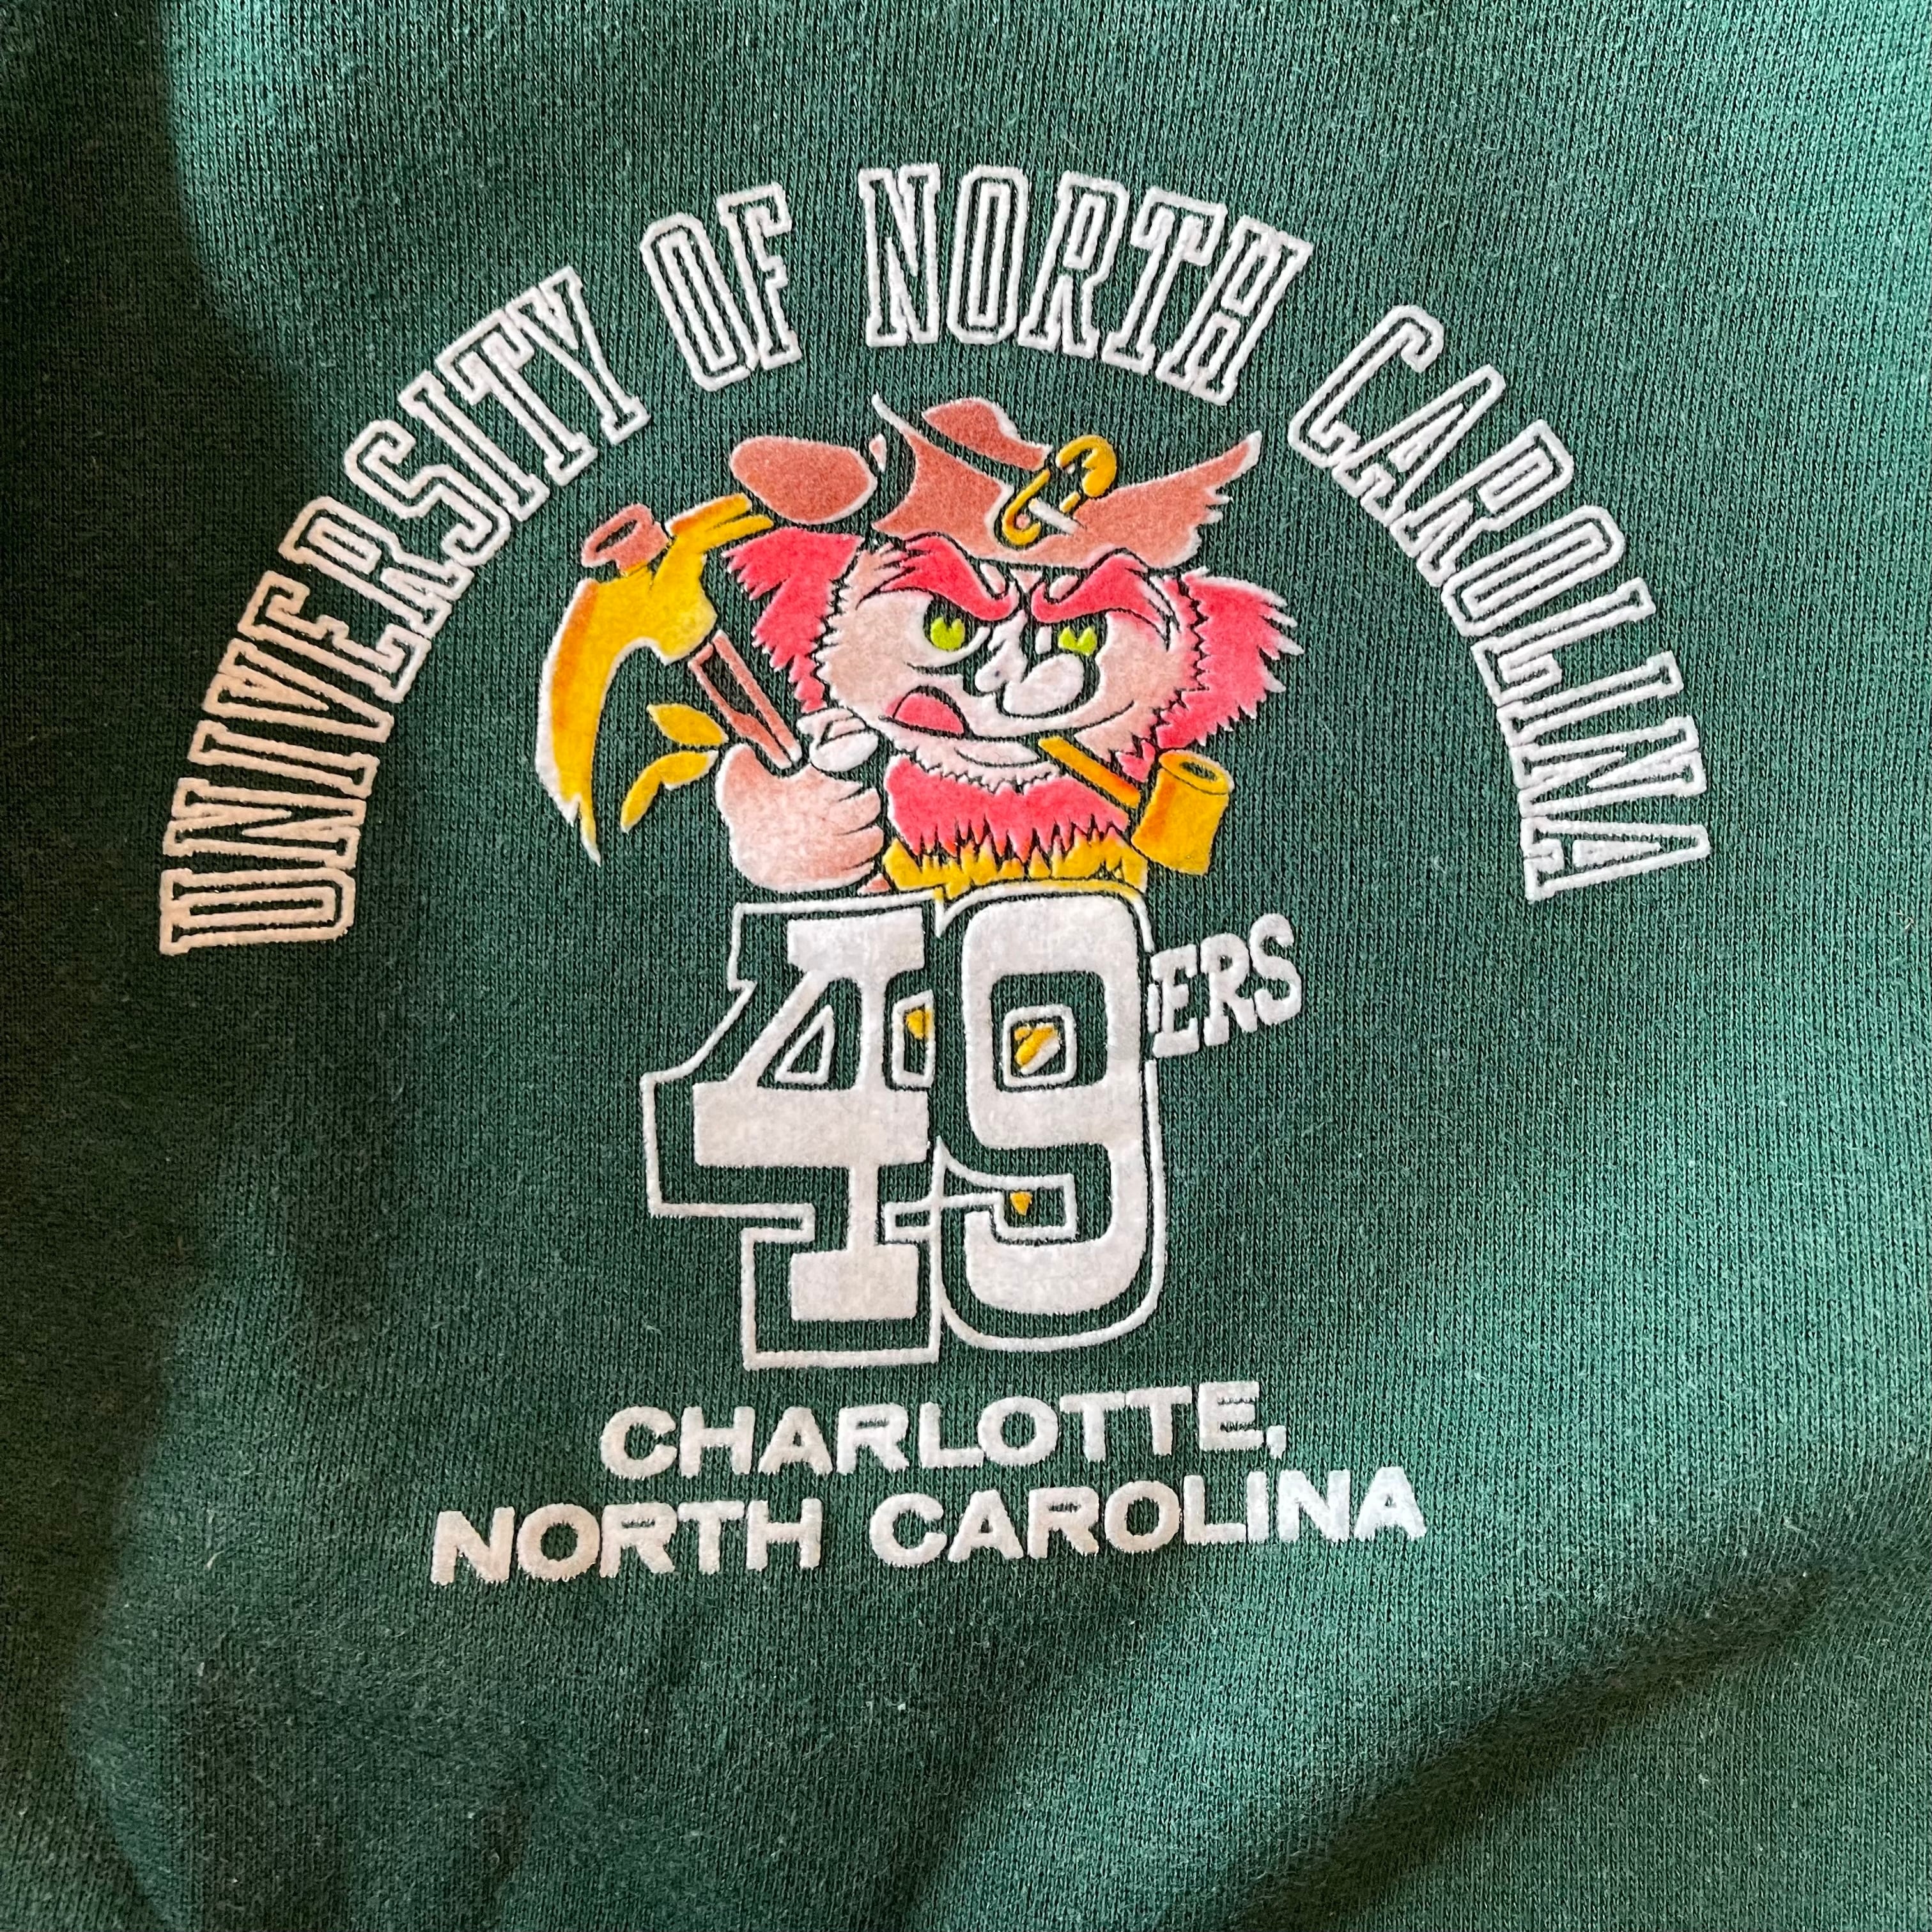 UNIVERSITY OF NORTH CAROLINA
49ERS
CHARLOTTE,
NORTH CAROLINA